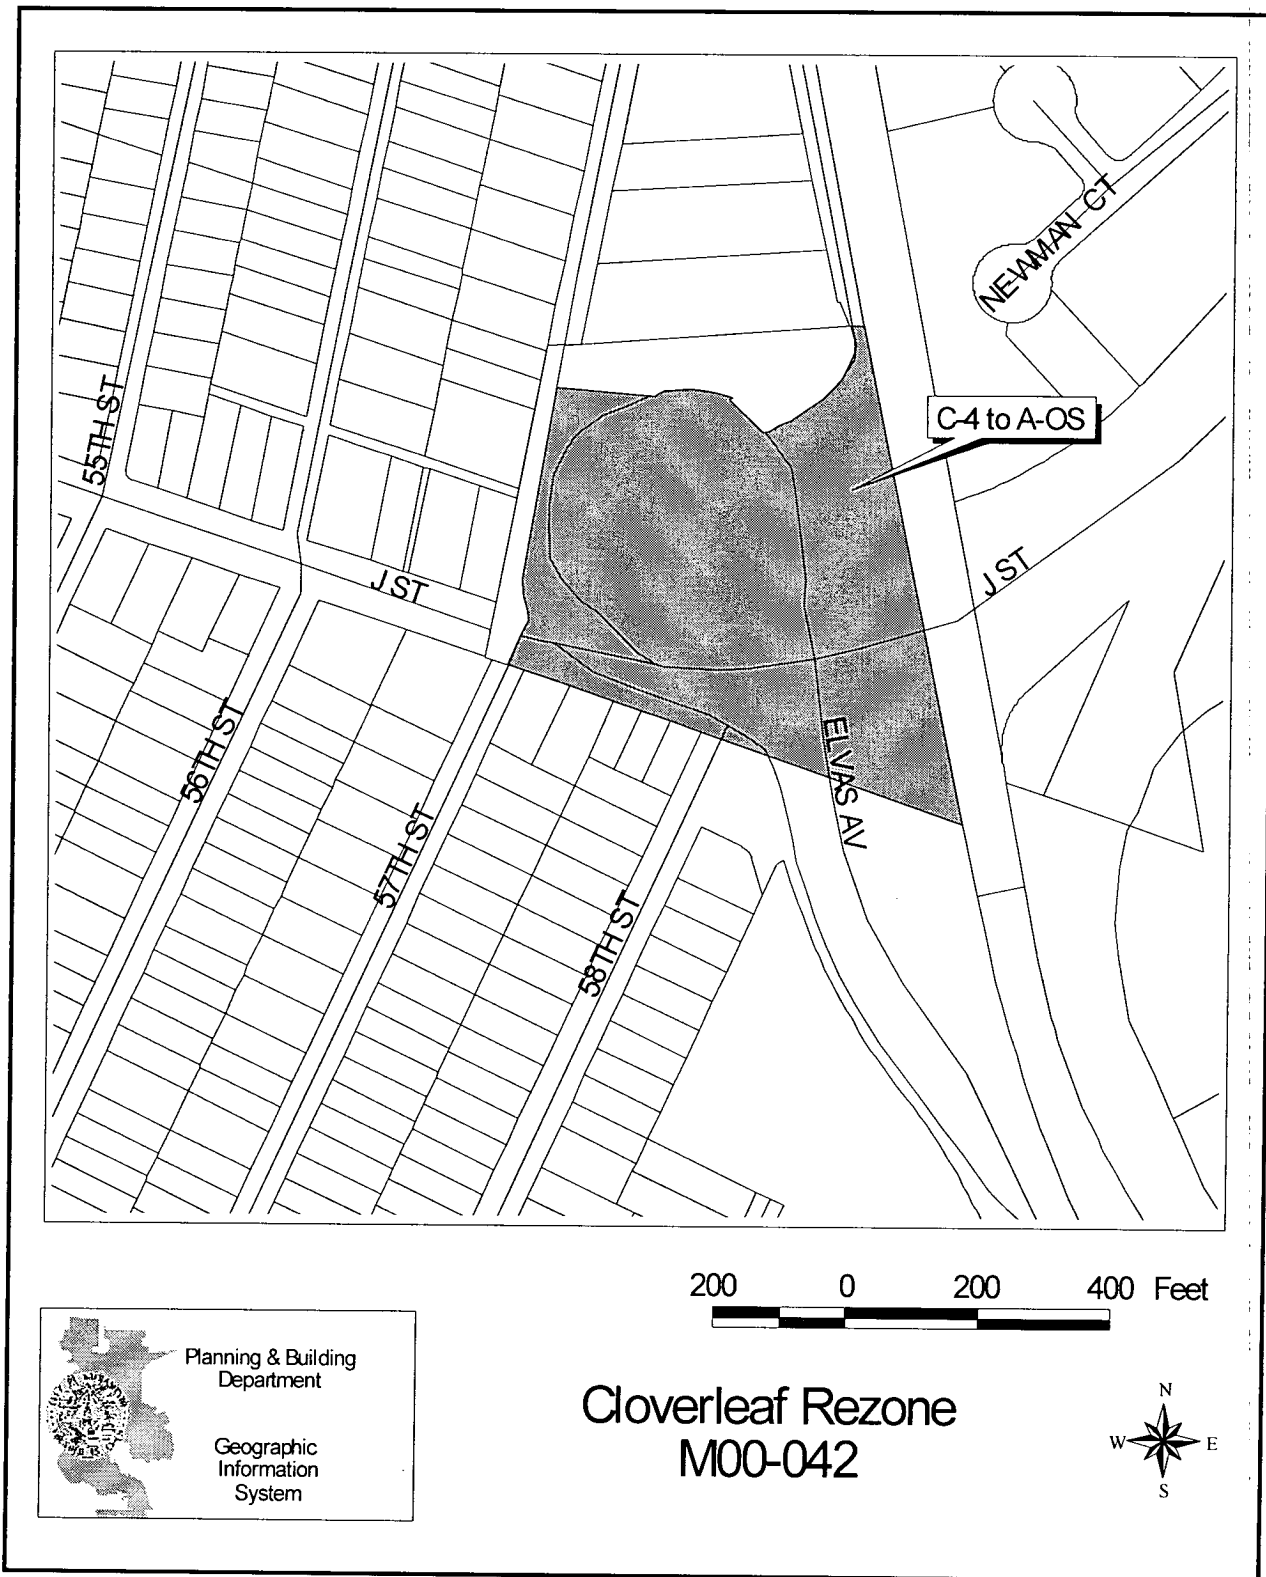 NEWMAN CT
C-4 to A-OS
55TH ST
J ST
J ST
56TH ST
57TH ST
ELVAS AV
58TH ST
200 0 200 400 Feet
Planning & Building
Department
Geographic
Information
System
Cloverleaf Rezone
M00-042
N
W E
S